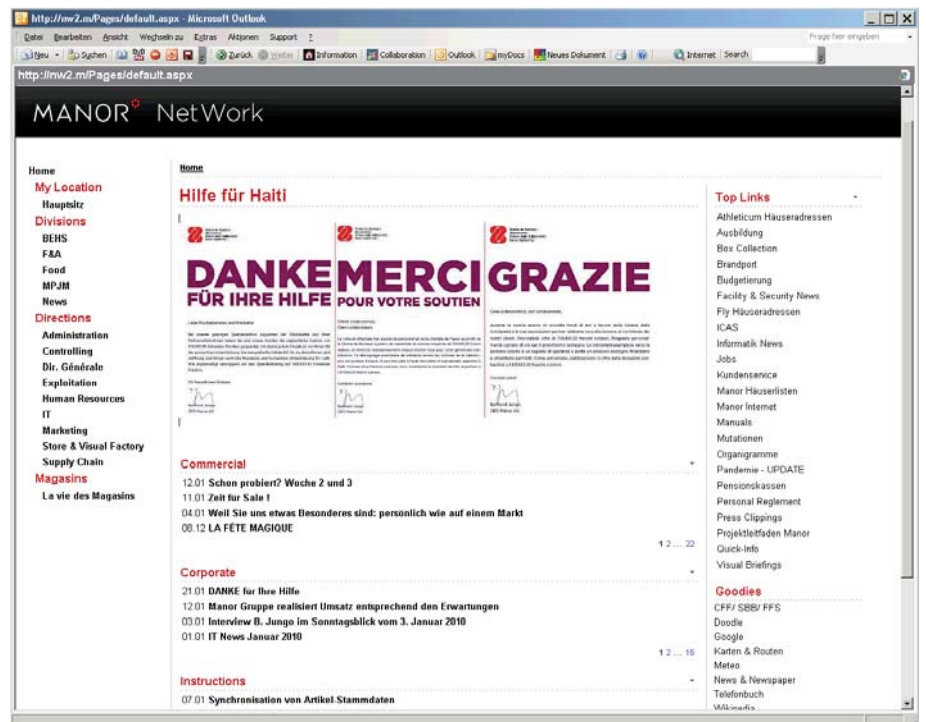 http://nw2.m/Pages/default.aspx - Microsoft Outlook
Datei Bearbeiten Ansicht Wechseln zu Extras Aktionen Support ?
Frage hier eingeben
Neu Suchen Zurück Weiter Information Collaboration Outlook myDocs Neues Dokument Internet Search
http://nw2.m/Pages/default.aspx
MANOR NetWork
Home
My Location
Hauptsitz
Divisions
BEHS
F&A
Food
MPJM
News
Directions
Administration
Controlling
Dir. Générale
Exploitation
Human Resources
IT
Marketing
Store & Visual Factory
Supply Chain
Magasins
La vie des Magasins
Home
Hilfe für Haiti
DANKE
FÜR IHRE HILFE
MERCI
POUR VOTRE SOUTIEN
GRAZIE
Commercial
12.01 Schon probiert? Woche 2 und 3
11.01 Zeit für Sale !
04.01 Weil Sie uns etwas Besonderes sind: persönlich wie auf einem Markt
08.12 LA FÊTE MAGIQUE
1 2 ... 22
Corporate
21.01 DANKE für Ihre Hilfe
12.01 Manor Gruppe realisiert Umsatz entsprechend den Erwartungen
03.01 Interview B. Jungo im Sonntagsblick vom 3. Januar 2010
01.01 IT News Januar 2010
1 2 ... 16
Instructions
07.01 Synchronisation von Artikel-Stammdaten
Top Links
Athleticum Häuseradressen
Ausbildung
Box Collection
Brandport
Budgetierung
Facility & Security News
Fly Häuseradressen
ICAS
Informatik News
Jobs
Kundenservice
Manor Häuserlisten
Manor Internet
Manuals
Mutationen
Organigramme
Pandemie - UPDATE
Pensionskassen
Personal Reglement
Press Clippings
Projektleitfaden Manor
Quick-Info
Visual Briefings
Goodies
CFF/ SBB/ FFS
Doodle
Google
Karten & Routen
Meteo
News & Newspaper
Telefonbuch
Wikipedia